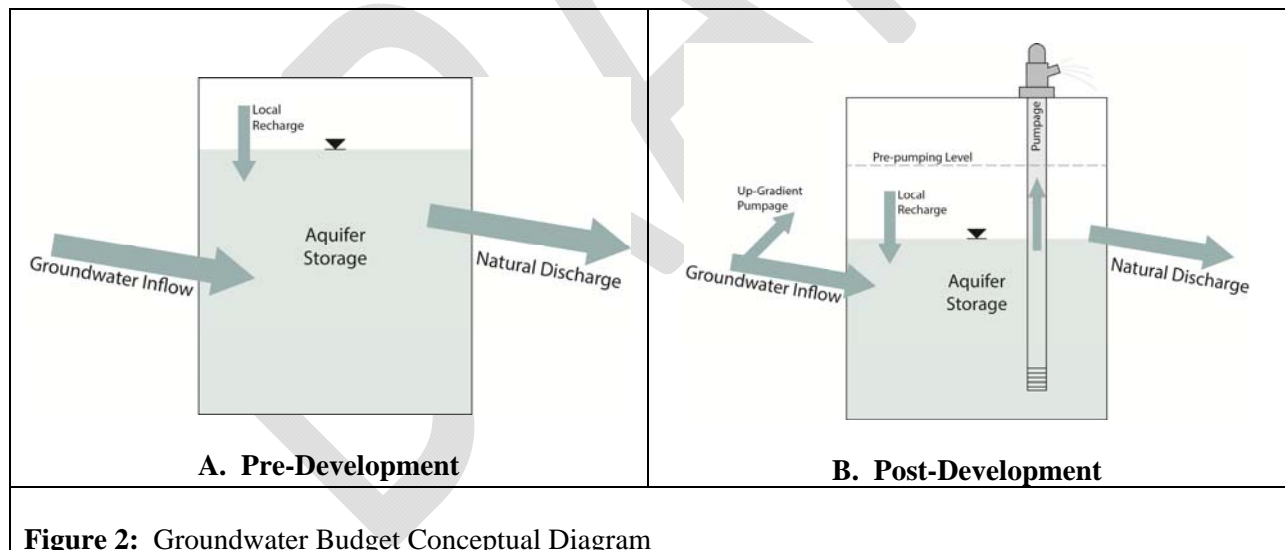 Local
Recharge
Aquifer
Storage
Groundwater Inflow
Natural Discharge
A. Pre-Development
Pumpage
Pre-pumping Level
Up-Gradient
Pumpage
Local
Recharge
Groundwater Inflow
Aquifer
Storage
Natural Discharge
B. Post-Development
Figure 2: Groundwater Budget Conceptual Diagram